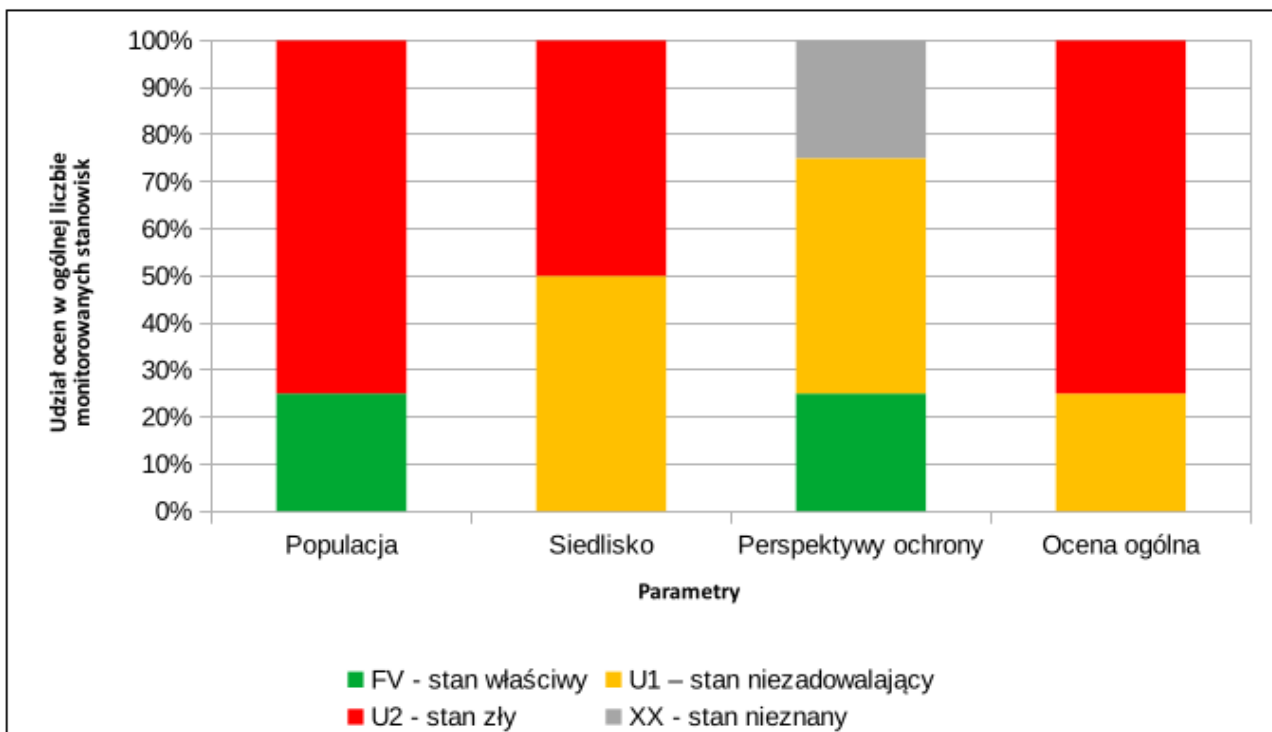 Udział ocen w ogólnej liczbie
monitorowanych stanowisk
100%
90%
80%
70%
60%
50%
40%
30%
20%
10%
0%
Populacja Siedlisko Perspektywy ochrony Ocena ogólna
Parametry
FV - stan właściwy U1 – stan niezadowalający
U2 - stan zły XX - stan nieznany